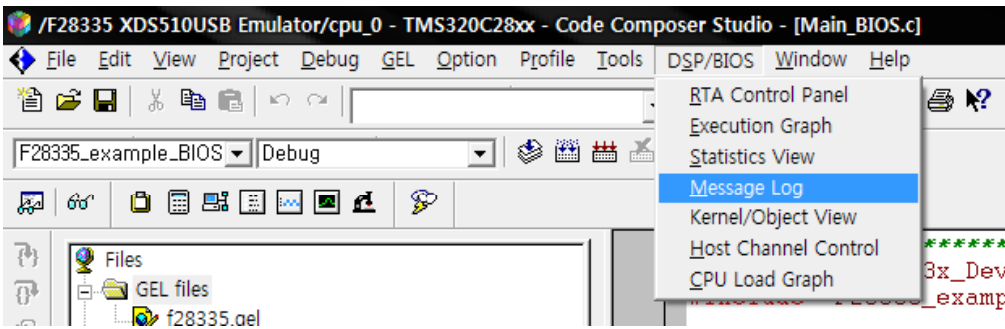 /F28335 XDS510USB Emulator/cpu_0 - TMS320C28xx - Code Composer Studio - [Main_BIOS.c]
File Edit View Project Debug GEL Option Profile Tools DSP/BIOS Window Help
RTA Control Panel
Execution Graph
F28335_example_BIOS Debug
Statistics View
Message Log
Kernel/Object View
Host Channel Control
CPU Load Graph
Files
GEL files
f28335.gel
******
3x_Dev
_examp